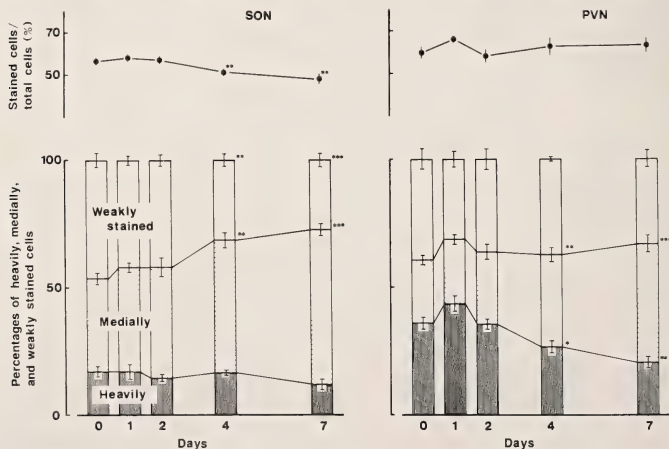 SON
PVN
Stained cells/
total cells (%)
70
50
**
**
Percentages of heavily, medially,
and weakly stained cells
100
50
0
Weakly
stained
Medially
Heavily
**
***
**
***
**
***
*
**
0 1 2 4 7
Days
0 1 2 4 7
Days